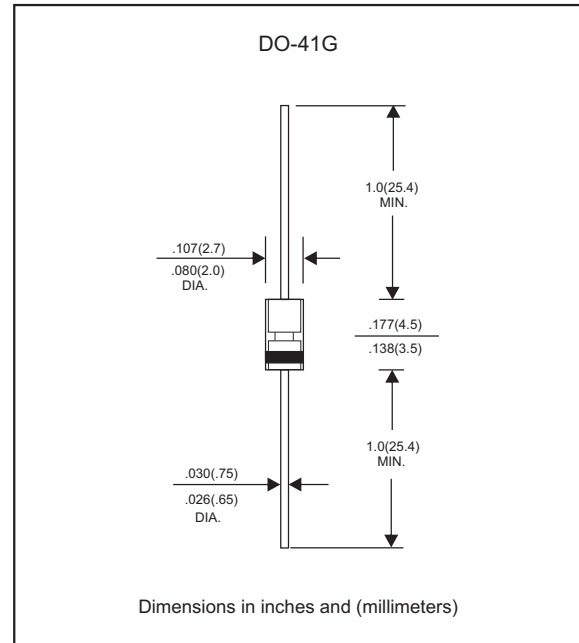 DO-41G
1.0(25.4)
MIN.
.107(2.7)
.080(2.0)
DIA.
.177(4.5)
.138(3.5)
1.0(25.4)
MIN.
.030(.75)
.026(.65)
DIA.
Dimensions in inches and (millimeters)